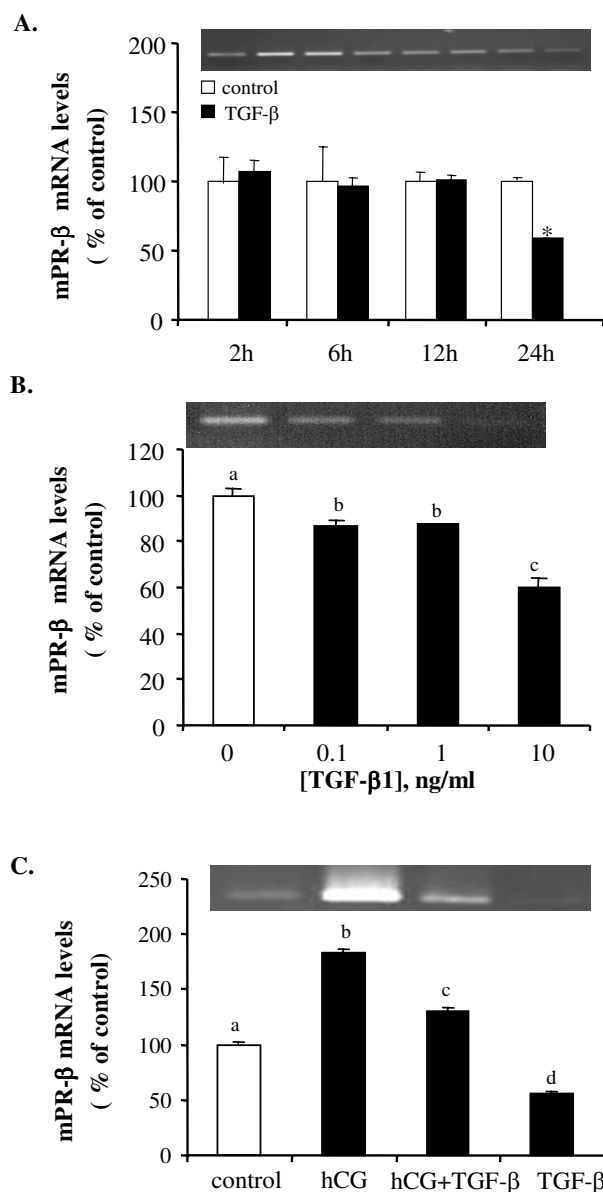 A.
mPR-β mRNA levels
( % of control)
200
150
100
50
0
control
TGF-β
*
2h 6h 12h 24h
B.
mPR-β mRNA levels
( % of control)
120
100
80
60
40
20
0
a
b
b
c
0 0.1 1 10
[TGF-β1], ng/ml
C.
mPR-β mRNA levels
( % of control)
250
200
150
100
50
0
a
b
c
d
control hCG hCG+TGF-β TGF-β